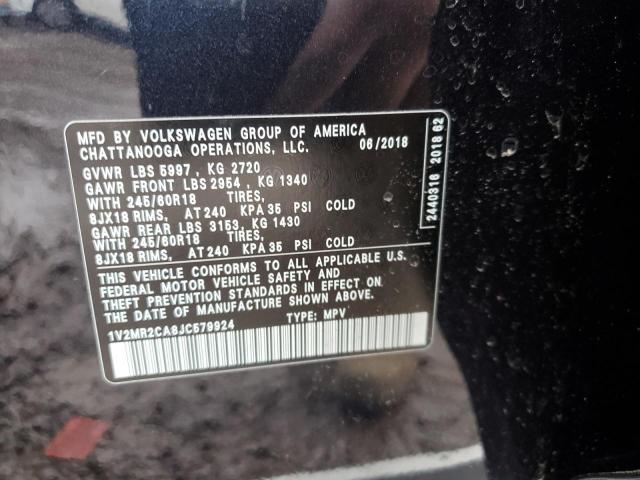 MFD BY VOLKSWAGEN GROUP OF AMERICA
CHATTANOOGA OPERATIONS, LLC. 06/2018
GVWR LBS 5997, KG 2720
GAWR FRONT LBS 2954, KG 1340
WITH 245/60R18 TIRES,
8JX18 RIMS, AT 240 KPA 35 PSI COLD
GAWR REAR LBS 3153, KG 1430
WITH 245/60R18 TIRES,
8JX18 RIMS, AT 240 KPA 35 PSI COLD
THIS VEHICLE CONFORMS TO ALL APPLICABLE U.S.
FEDERAL MOTOR VEHICLE SAFETY AND
THEFT PREVENTION STANDARDS IN EFFECT ON
THE DATE OF MANUFACTURE SHOWN ABOVE.
1V2MR2CA8JC579924 TYPE: MPV
2440316 2018 62